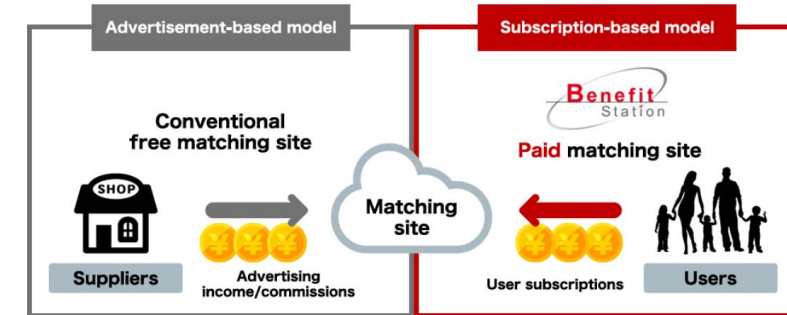 Advertisement-based model
Conventional
free matching site
SHOP
Suppliers
¥ ¥ ¥
Advertising
income/commissions
Matching
site
Subscription-based model
Benefit
Station
Paid matching site
¥ ¥ ¥
User subscriptions
Users